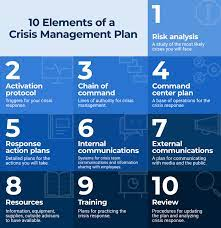 10 Elements of a
Crisis Management Plan
1
Risk analysis
A study of the most likely
crises you will face
2
Activation
protocol
Triggers for your crisis
response.
3
Chain of
command
Lines of authority for crisis
management.
4
Command
center plan
A base of operations for the
crisis response.
5
Response
action plans
Detailed plans for the
actions you will take.
6
Internal
communications
Systems for crisis team
communications and information
sharing with employees.
7
External
communications
A plan for communicating
with media and the public.
8
Resources
Information, equipment,
supplies, outside advisors
to have available.
9
Training
Plans for practicing the
crisis response.
10
Review
Procedures for updating
the plan and analyzing
crisis response.